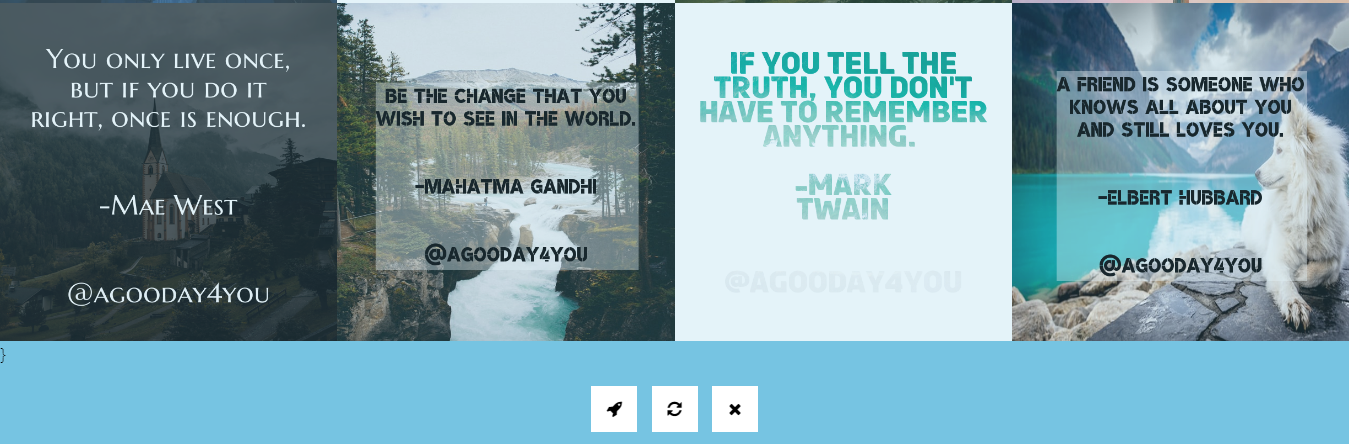 You only live once,
but if you do it
right, once is enough.
-Mae West
@agooday4you
BE THE CHANGE THAT YOU
WISH TO SEE IN THE WORLD.
-MAHATMA GANDHI
@AGOODAY4YOU
IF YOU TELL THE
TRUTH, YOU DON'T
HAVE TO REMEMBER
ANYTHING.
-MARK
TWAIN
@AGOODAY4YOU
A FRIEND IS SOMEONE WHO
KNOWS ALL ABOUT YOU
AND STILL LOVES YOU.
-ELBERT HUBBARD
@AGOODAY4YOU
}